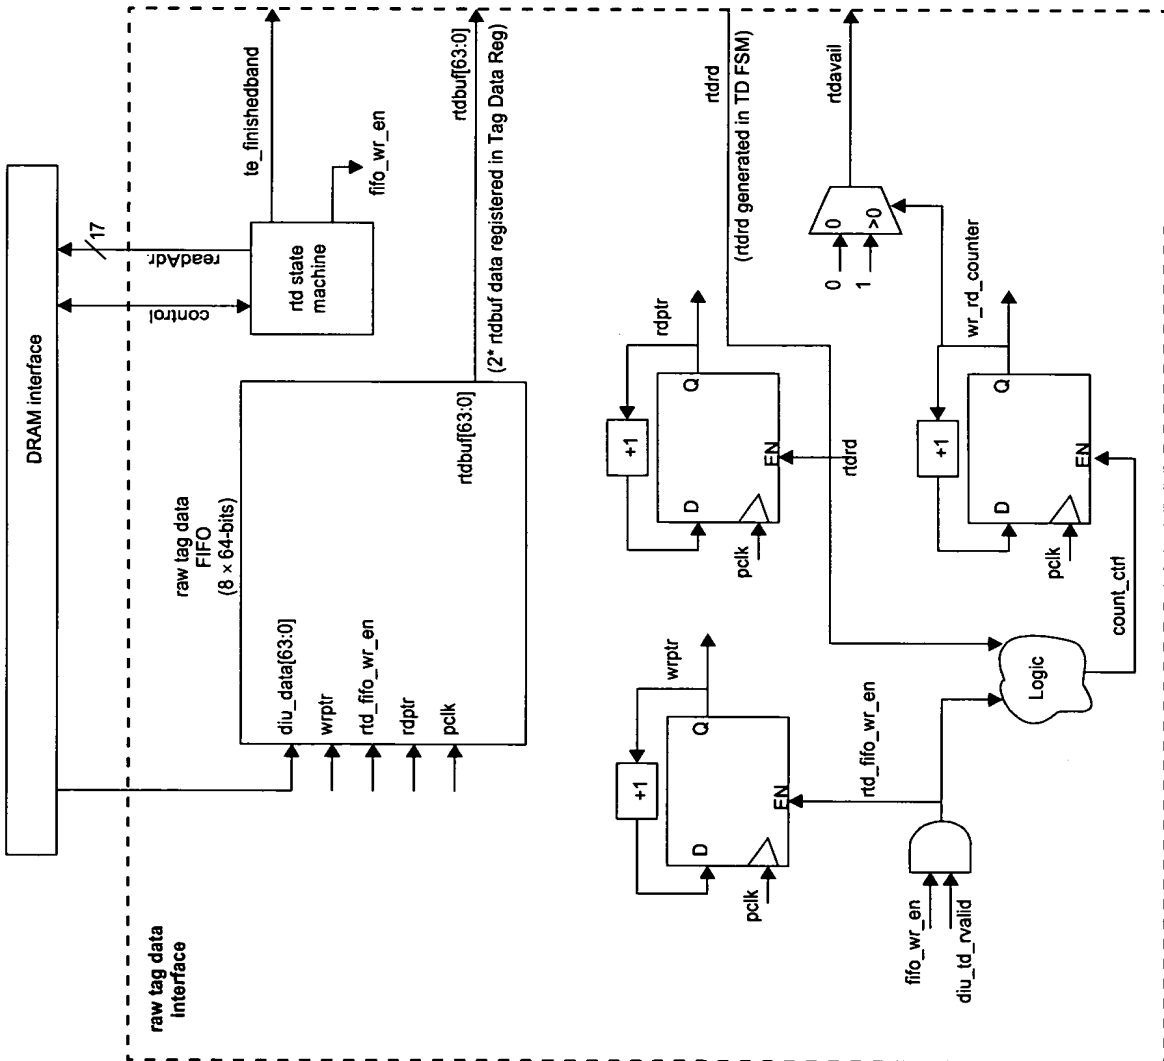 DRAM interface
raw tag data
interface
raw tag data
FIFO
(8 × 64-bits)
diu_data[63:0]
wrptr
rtd_fifo_wr_en
rdptr
pclk
rtdbuf[63:0]
control
readAdr.
17
rtd state
machine
te_finishedband
fifo_wr_en
rtdbuf[63:0]
(2* rtdbuf data registered in Tag Data Reg)
+1
D
Q
EN
pclk
wrptr
+1
D
Q
EN
pclk
rdptr
rtdrd
rtdrd
(rtdrd generated in TD FSM)
fifo_wr_en
diu_td_rvalid
rtd_fifo_wr_en
Logic
count_ctrl
+1
D
Q
EN
pclk
wr_rd_counter
0
1
0
>0
rtdavail